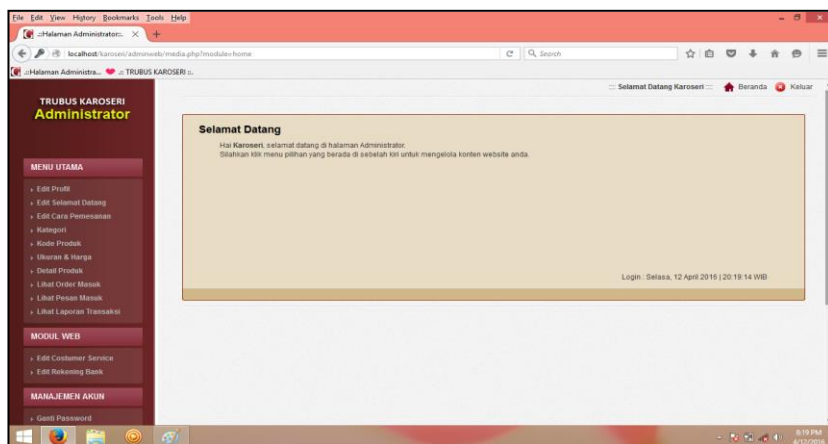 File Edit View History Bookmarks Tools Help
.::Halaman Administrator::.
localhost/karoseri/adminweb/media.php?module=home
Search
.::Halaman Administra...
.:: TRUBUS KAROSERI ::.
::: Selamat Datang Karoseri :::
Beranda
Keluar
TRUBUS KAROSERI
Administrator
MENU UTAMA
Edit Profil
Edit Selamat Datang
Edit Cara Pemesanan
Kategori
Kode Produk
Ukuran & Harga
Detail Produk
Lihat Order Masuk
Lihat Pesan Masuk
Lihat Laporan Transaksi
MODUL WEB
Edit Costumer Service
Edit Rekening Bank
MANAJEMEN AKUN
Ganti Password
Selamat Datang
Hai Karoseri, selamat datang di halaman Administrator.
Silahkan klik menu pilihan yang berada di sebelah kiri untuk mengelola konten website anda.
Login : Selasa, 12 April 2016 | 20:19:14 WIB
8:19 PM
4/12/2016